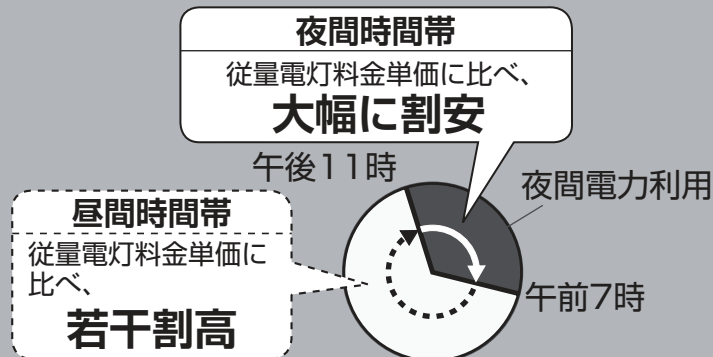 夜間時間帯
従量電灯料金単価に比べ、
大幅に割安
午後11時
夜間電力利用
昼間時間帯
従量電灯料金単価に
比べ、
若干割高
午前7時